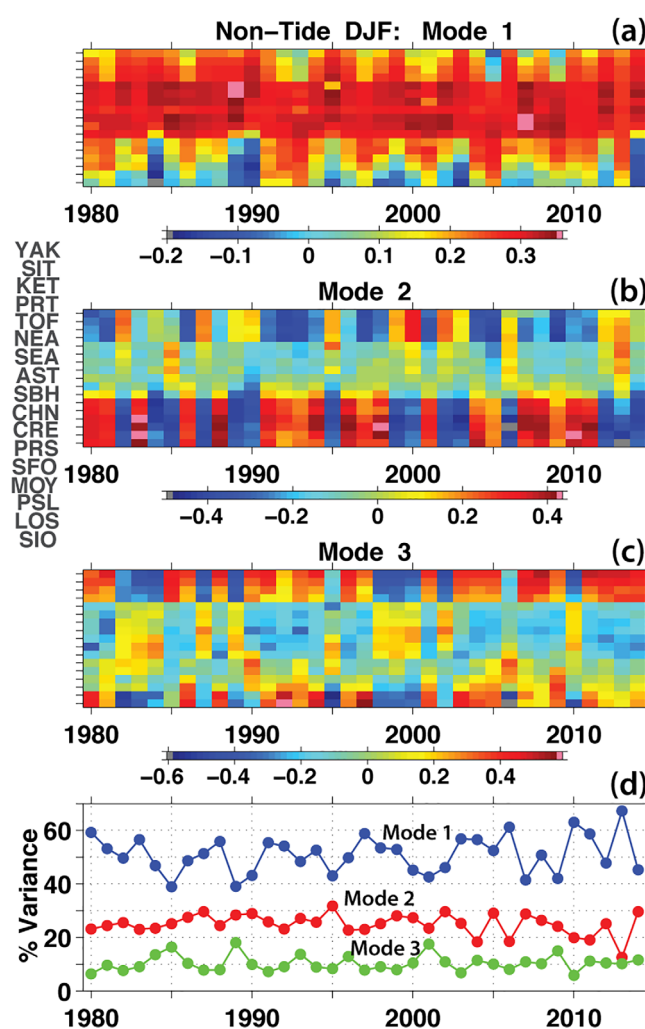 Non-Tide DJF: Mode 1 (a)
1980 1990 2000 2010
-0.2 -0.1 0 0.1 0.2 0.3
YAK
SIT
KET
PRT
TOF
NEA
SEA
AST
SBH
CHN
CRE
PRS
SFO
MOY
PSL
LOS
SIO
Mode 2 (b)
1980 1990 2000 2010
-0.4 -0.2 0 0.2 0.4
Mode 3 (c)
1980 1990 2000 2010
-0.6 -0.4 -0.2 0 0.2 0.4
(d)
% Variance
60
40
20
0
Mode 1
Mode 2
Mode 3
1980 1990 2000 2010